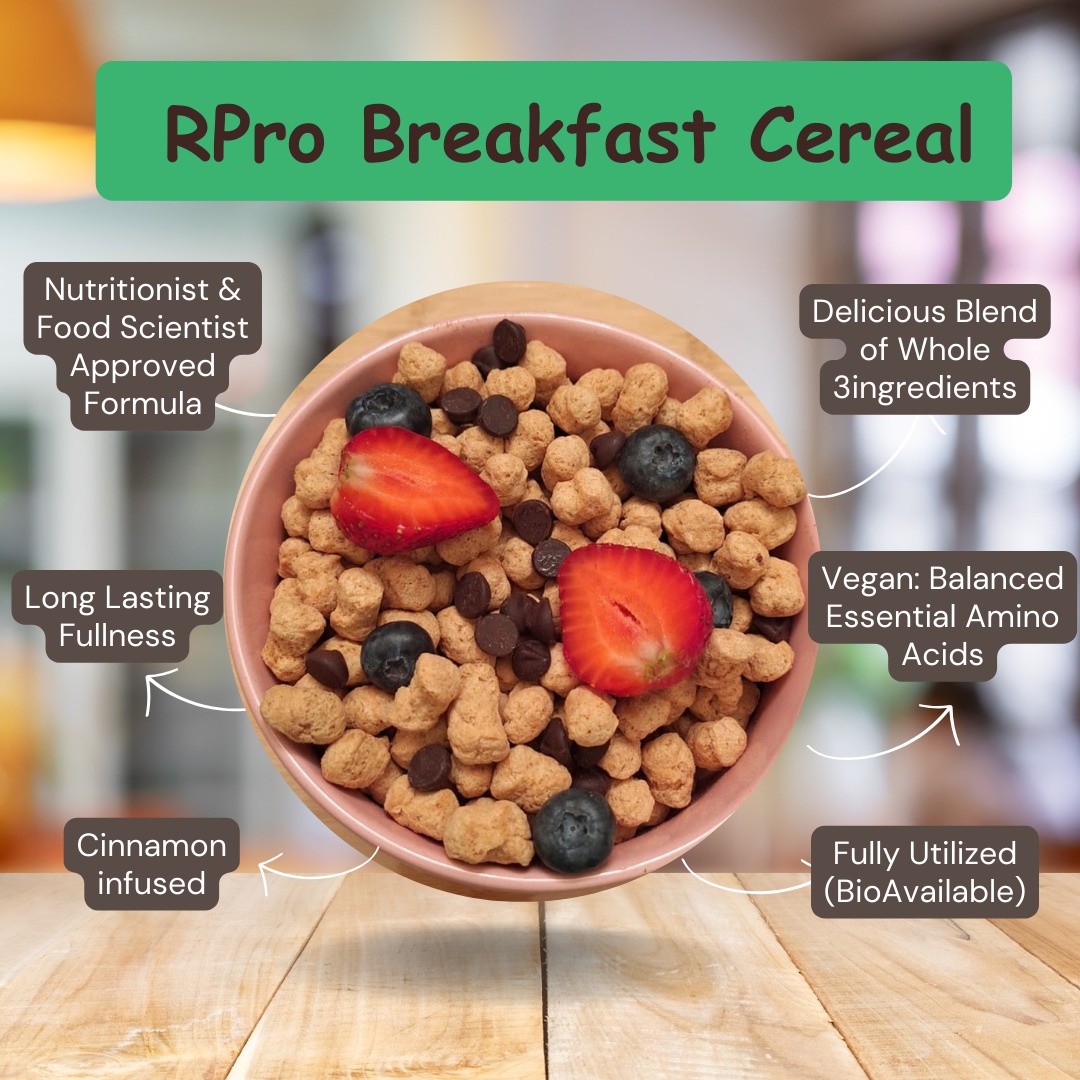 RPro Breakfast Cereal
Nutritionist &
Food Scientist
Approved
Formula
Delicious Blend
of Whole
3ingredients
Long Lasting
Fullness
Vegan: Balanced
Essential Amino
Acids
Cinnamon
infused
Fully Utilized
(BioAvailable)